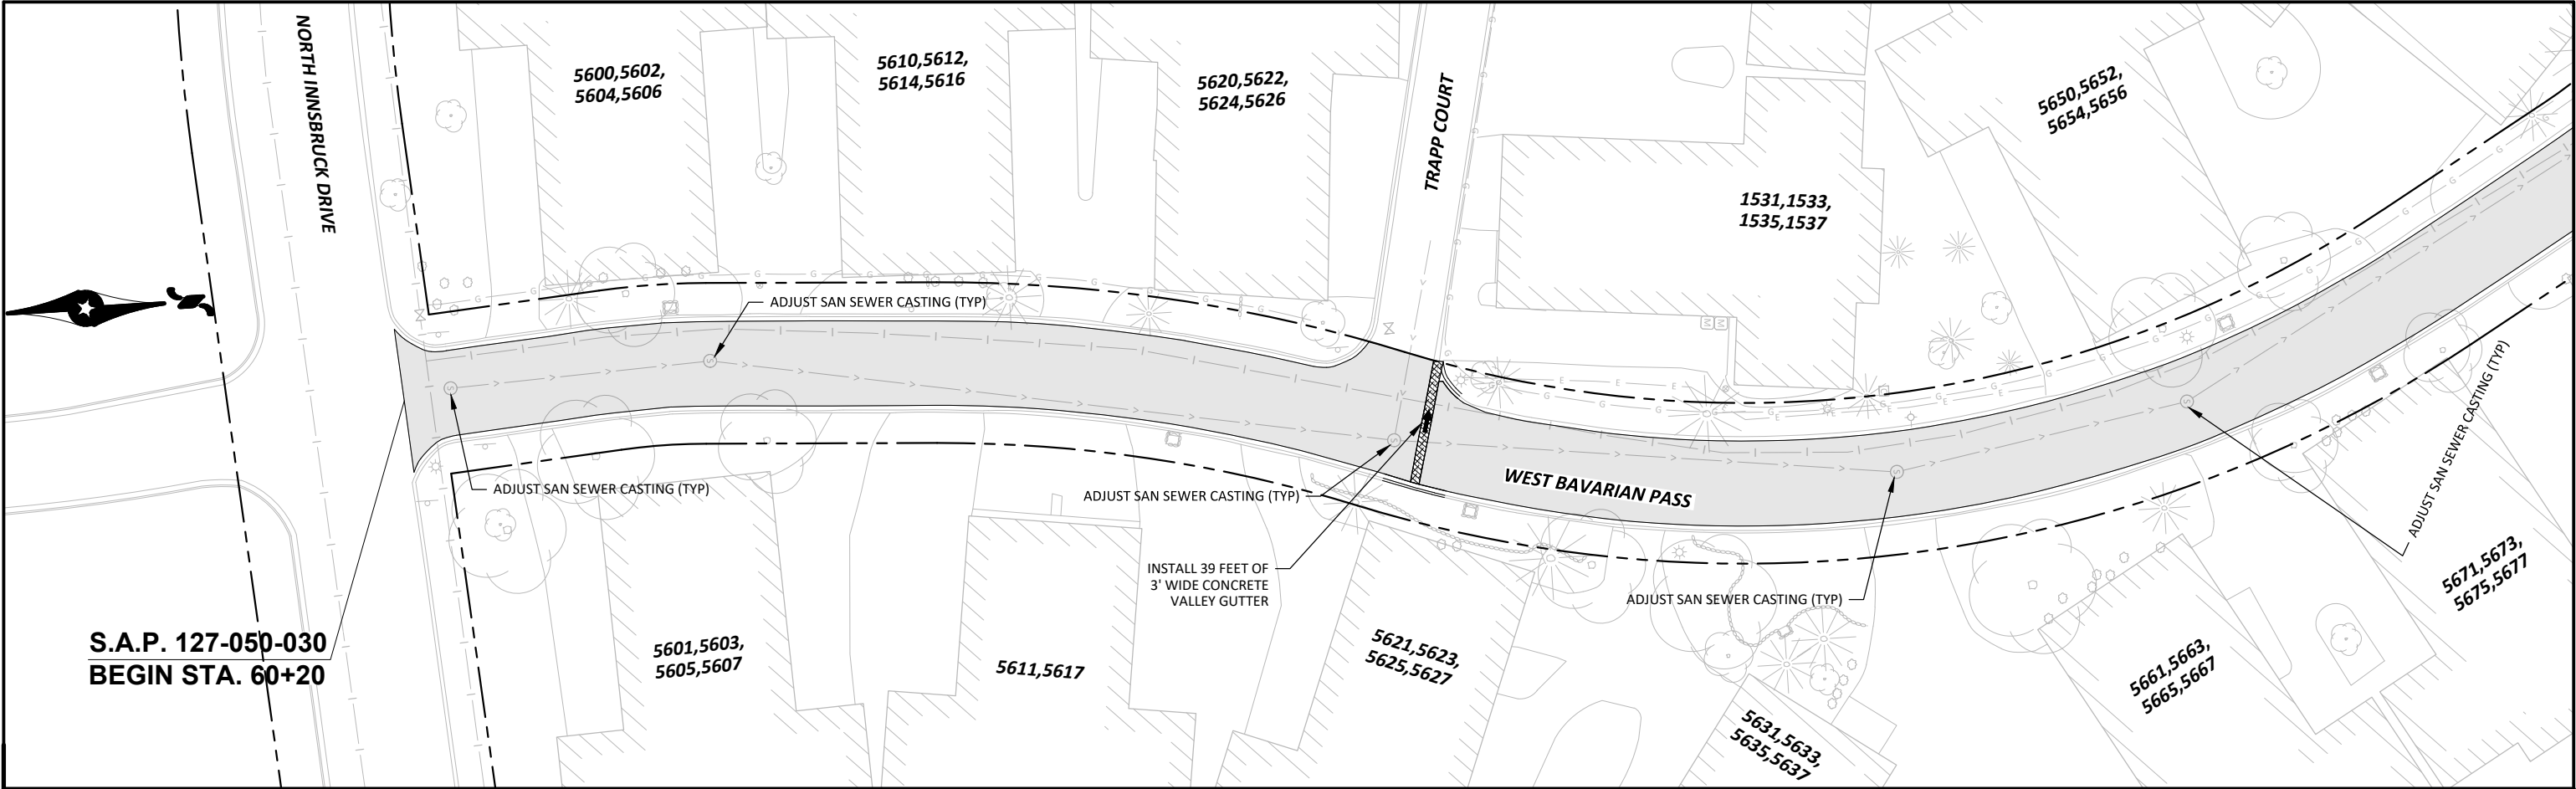 NORTH INNSBRUCK DRIVE
5600,5602,
5604,5606
5610,5612,
5614,5616
5620,5622,
5624,5626
TRAPP COURT
1531,1533,
1535,1537
5650,5652,
5654,5656
ADJUST SAN SEWER CASTING (TYP)
ADJUST SAN SEWER CASTING (TYP)
ADJUST SAN SEWER CASTING (TYP)
WEST BAVARIAN PASS
ADJUST SAN SEWER CASTING (TYP)
INSTALL 39 FEET OF
3' WIDE CONCRETE
VALLEY GUTTER
ADJUST SAN SEWER CASTING (TYP)
S.A.P. 127-050-030
BEGIN STA. 60+20
5601,5603,
5605,5607
5611,5617
5621,5623,
5625,5627
5631,5633,
5635,5637
5661,5663,
5665,5667
5671,5673,
5675,5677